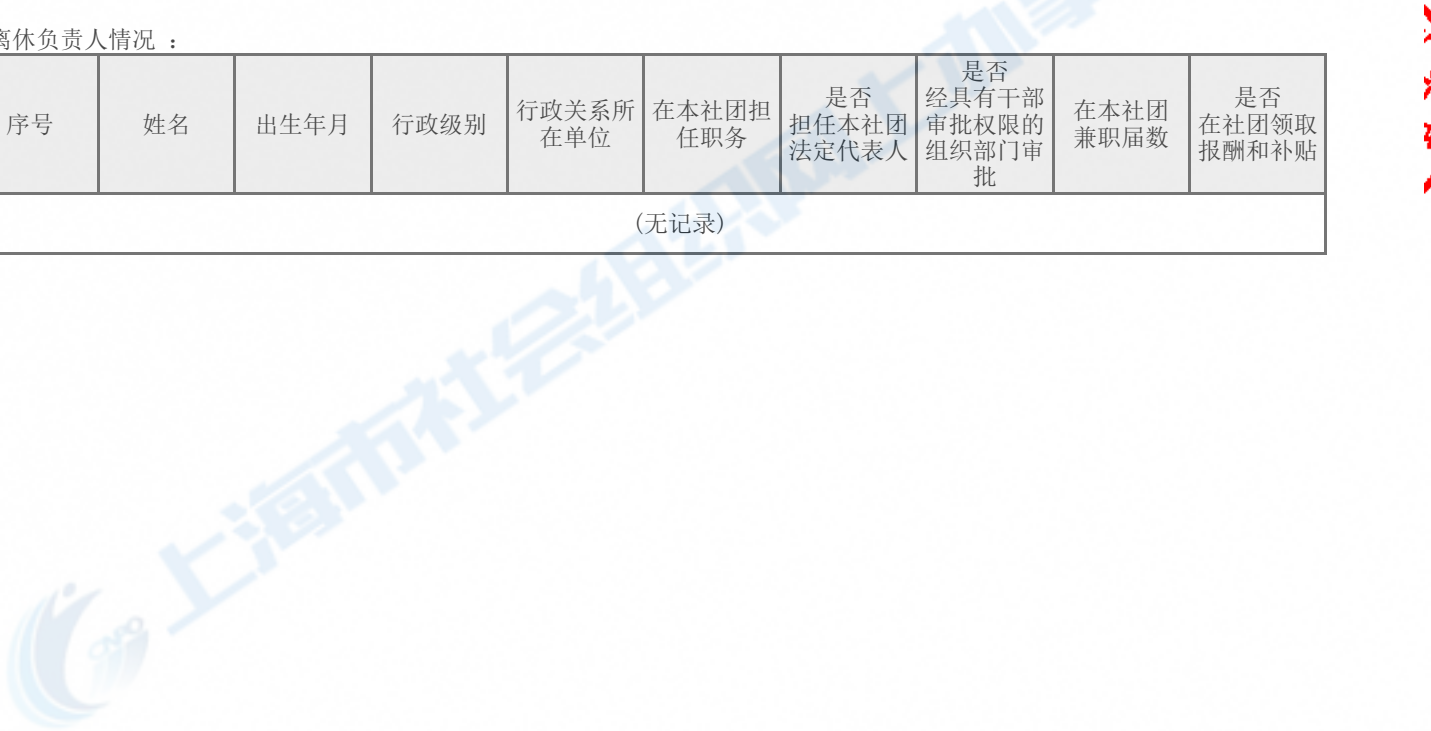 离休负责人情况 ：
序号 姓名 出生年月 行政级别 行政关系所在单位 在本社团担任职务 是否担任本社团法定代表人 是否经具有干部审批权限的组织部门审批 在本社团兼职届数 是否在社团领取报酬和补贴
(无记录)
上海市社会组织网上办事
CNPO